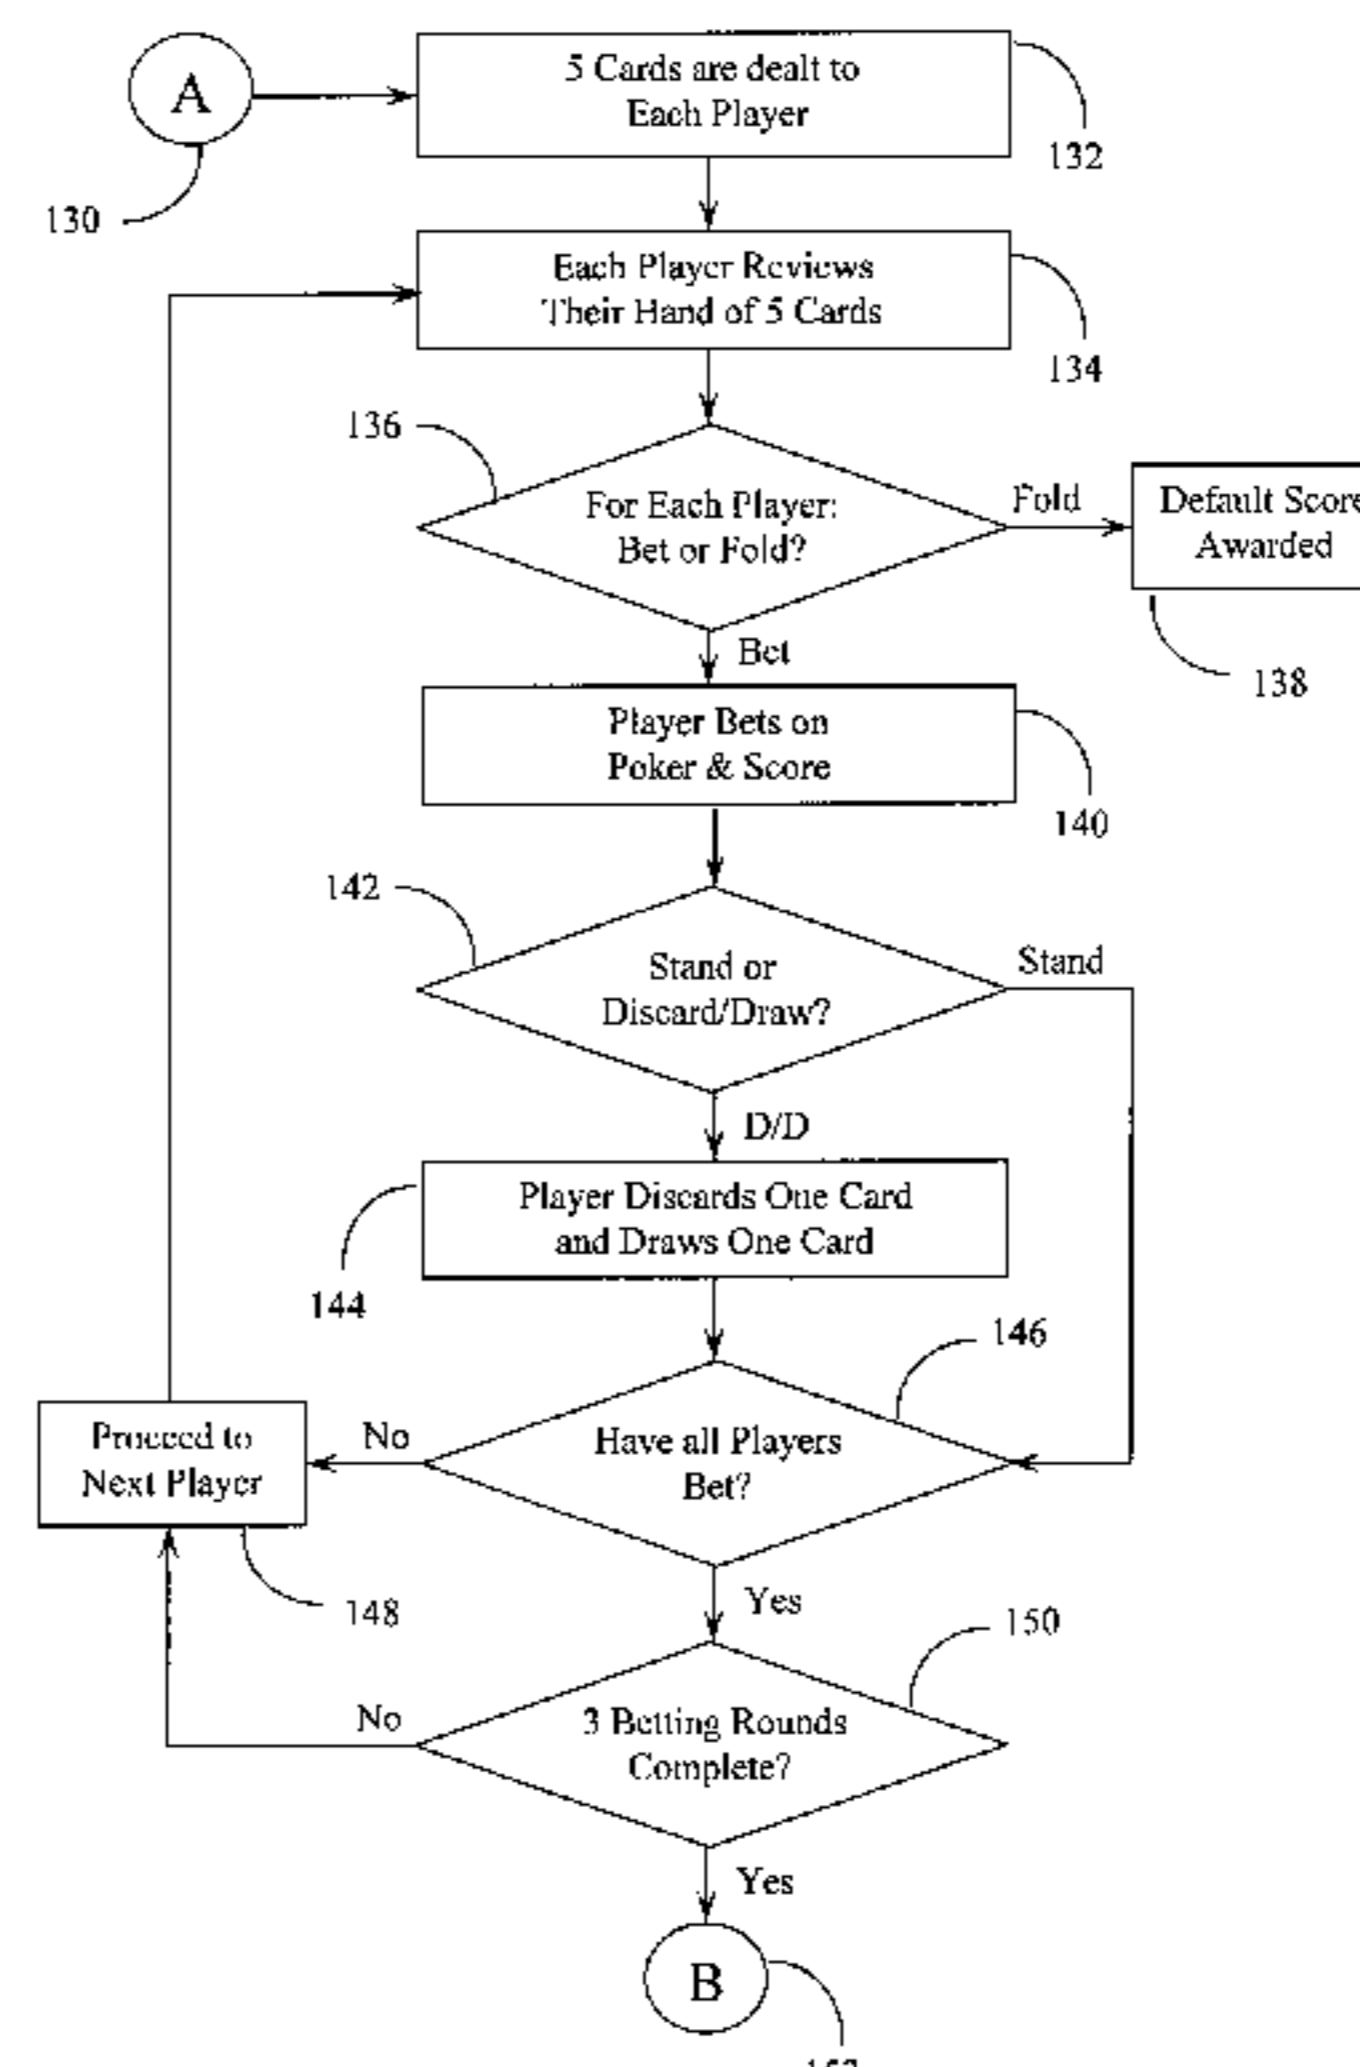 A
5 Cards are dealt to
Each Player
132
130
Each Player Reviews
Their Hand of 5 Cards
134
136
For Each Player:
Bet or Fold?
Fold
Default Score
Awarded
138
Bet
Player Bets on
Poker & Score
140
142
Stand or
Discard/Draw?
Stand
D/D
Player Discards One Card
and Draws One Card
144
146
Have all Players
Bet?
No
Proceed to
Next Player
148
Yes
150
3 Betting Rounds
Complete?
No
Yes
B